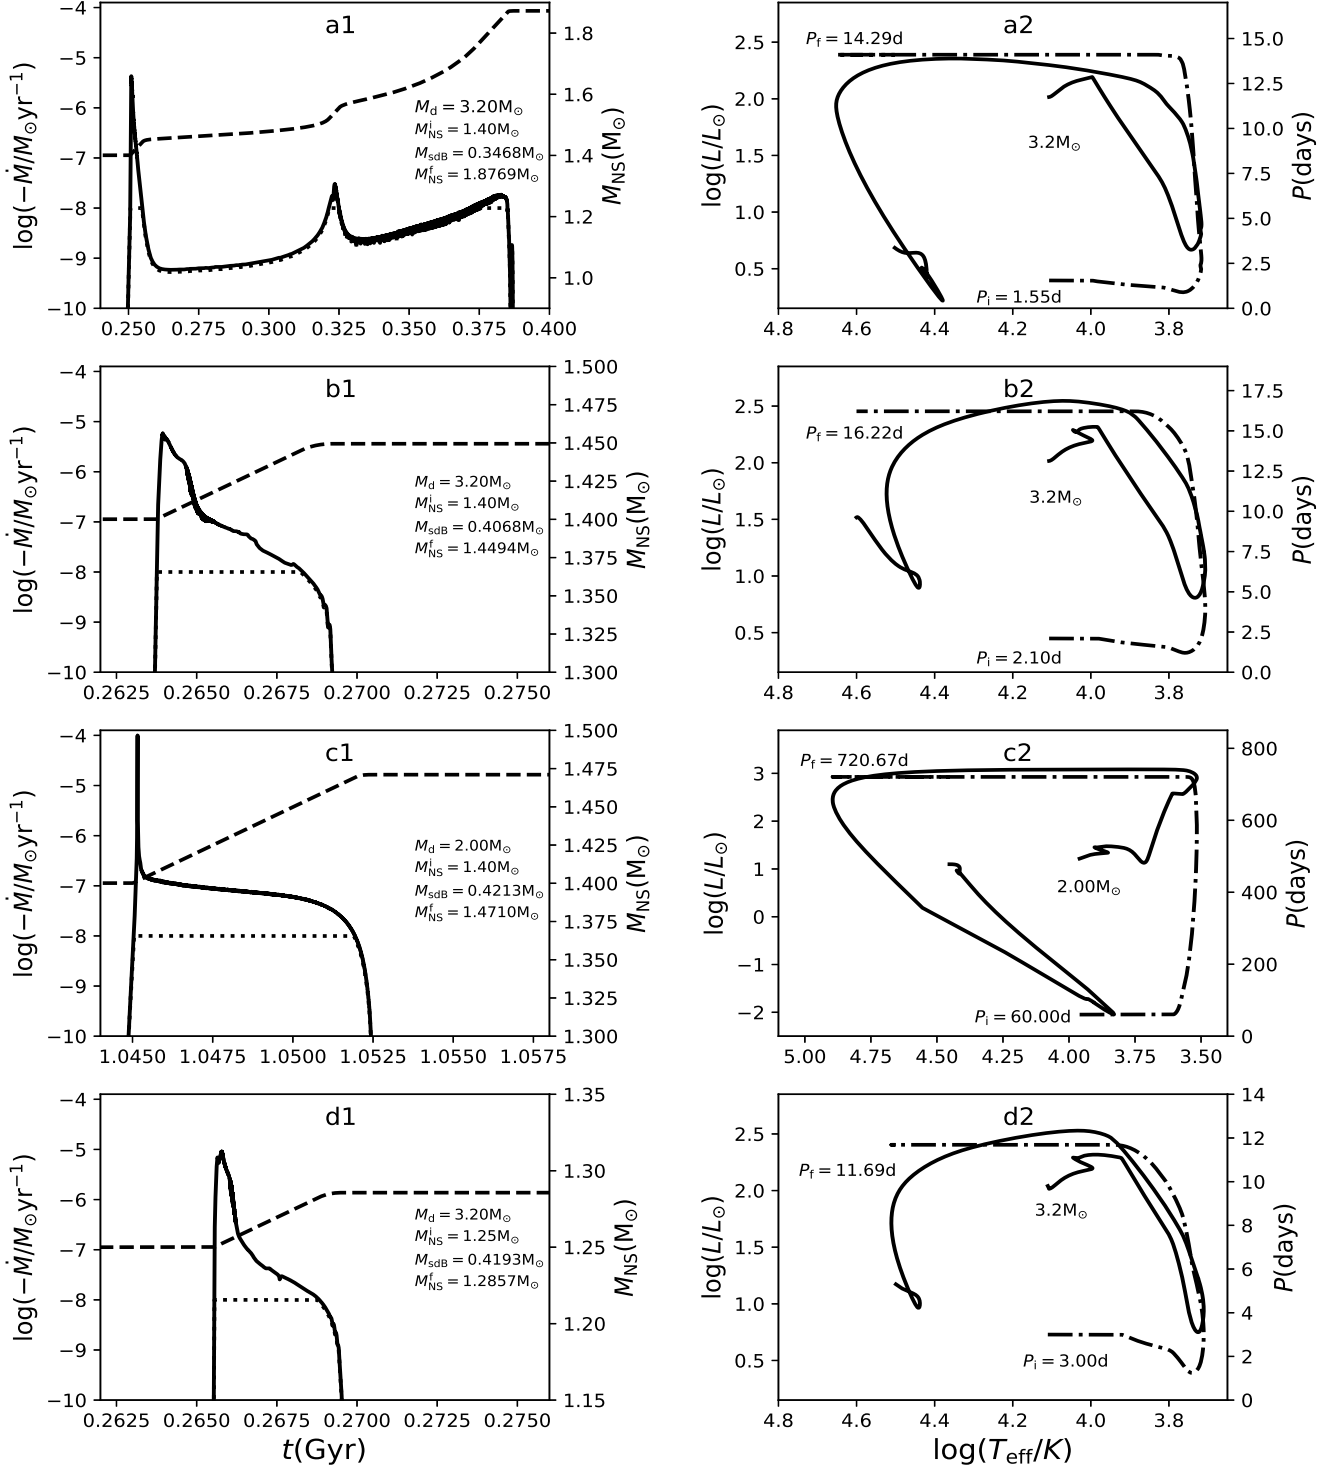 a1
−4
−5
−6
−7
−8
−9
−10
log(−Ṁ/M⊙yr⁻¹)
M_d = 3.20M⊙
M_NS^i = 1.40M⊙
M_sdB = 0.3468M⊙
M_NS^f = 1.8769M⊙
1.8
1.6
1.4
1.2
1.0
M_NS(M⊙)
0.250 0.275 0.300 0.325 0.350 0.375 0.400
a2
P_f = 14.29d
2.5
2.0
1.5
1.0
0.5
log(L/L⊙)
3.2M⊙
P_i = 1.55d
15.0
12.5
10.0
7.5
5.0
2.5
0.0
P(days)
4.8 4.6 4.4 4.2 4.0 3.8
b1
−4
−5
−6
−7
−8
−9
−10
log(−Ṁ/M⊙yr⁻¹)
M_d = 3.20M⊙
M_NS^i = 1.40M⊙
M_sdB = 0.4068M⊙
M_NS^f = 1.4494M⊙
1.500
1.475
1.450
1.425
1.400
1.375
1.350
1.325
1.300
M_NS(M⊙)
0.2625 0.2650 0.2675 0.2700 0.2725 0.2750
b2
P_f = 16.22d
2.5
2.0
1.5
1.0
0.5
log(L/L⊙)
3.2M⊙
P_i = 2.10d
17.5
15.0
12.5
10.0
7.5
5.0
2.5
0.0
P(days)
4.8 4.6 4.4 4.2 4.0 3.8
c1
−4
−5
−6
−7
−8
−9
−10
log(−Ṁ/M⊙yr⁻¹)
M_d = 2.00M⊙
M_NS^i = 1.40M⊙
M_sdB = 0.4213M⊙
M_NS^f = 1.4710M⊙
1.500
1.475
1.450
1.425
1.400
1.375
1.350
1.325
1.300
M_NS(M⊙)
1.0450 1.0475 1.0500 1.0525 1.0550 1.0575
c2
P_f = 720.67d
3
2
1
0
−1
−2
log(L/L⊙)
2.00M⊙
P_i = 60.00d
800
600
400
200
0
P(days)
5.00 4.75 4.50 4.25 4.00 3.75 3.50
d1
−4
−5
−6
−7
−8
−9
−10
log(−Ṁ/M⊙yr⁻¹)
M_d = 3.20M⊙
M_NS^i = 1.25M⊙
M_sdB = 0.4193M⊙
M_NS^f = 1.2857M⊙
1.35
1.30
1.25
1.20
1.15
M_NS(M⊙)
0.2625 0.2650 0.2675 0.2700 0.2725 0.2750
t(Gyr)
d2
P_f = 11.69d
2.5
2.0
1.5
1.0
0.5
log(L/L⊙)
3.2M⊙
P_i = 3.00d
14
12
10
8
6
4
2
0
P(days)
4.8 4.6 4.4 4.2 4.0 3.8
log(T_eff/K)